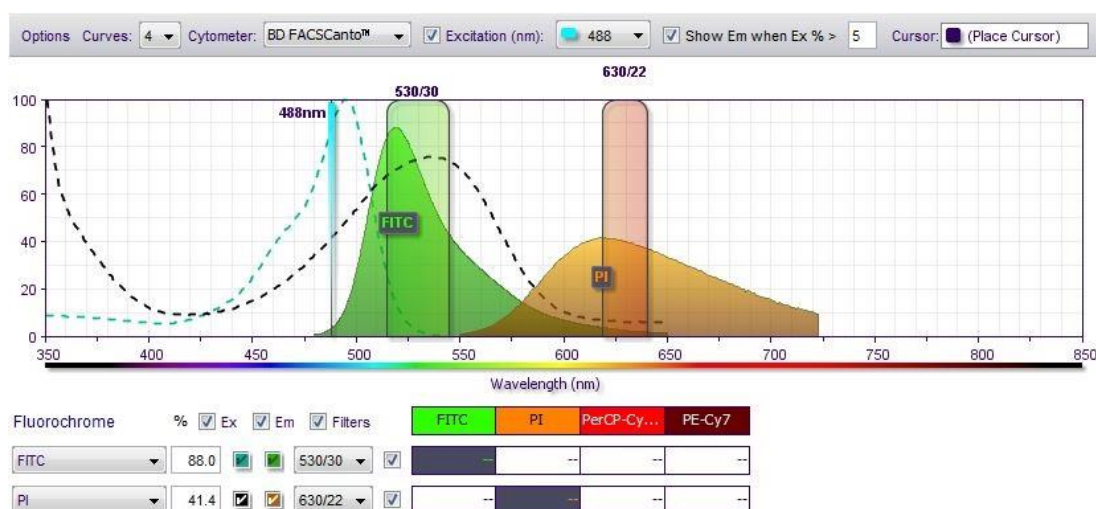 Options Curves: 4 Cytometer: BD FACSCanto™ Excitation (nm): 488 Show Em when Ex % > 5 Cursor: (Place Cursor)
630/22
530/30
488nm
100
80
60
40
20
0
FITC
PI
350 400 450 500 550 600 650 700 750 800 850
Wavelength (nm)
Fluorochrome % Ex Em Filters FITC PI PerCP-Cy... PE-Cy7
FITC 88.0 530/30 -- -- -- --
PI 41.4 630/22 -- -- -- --